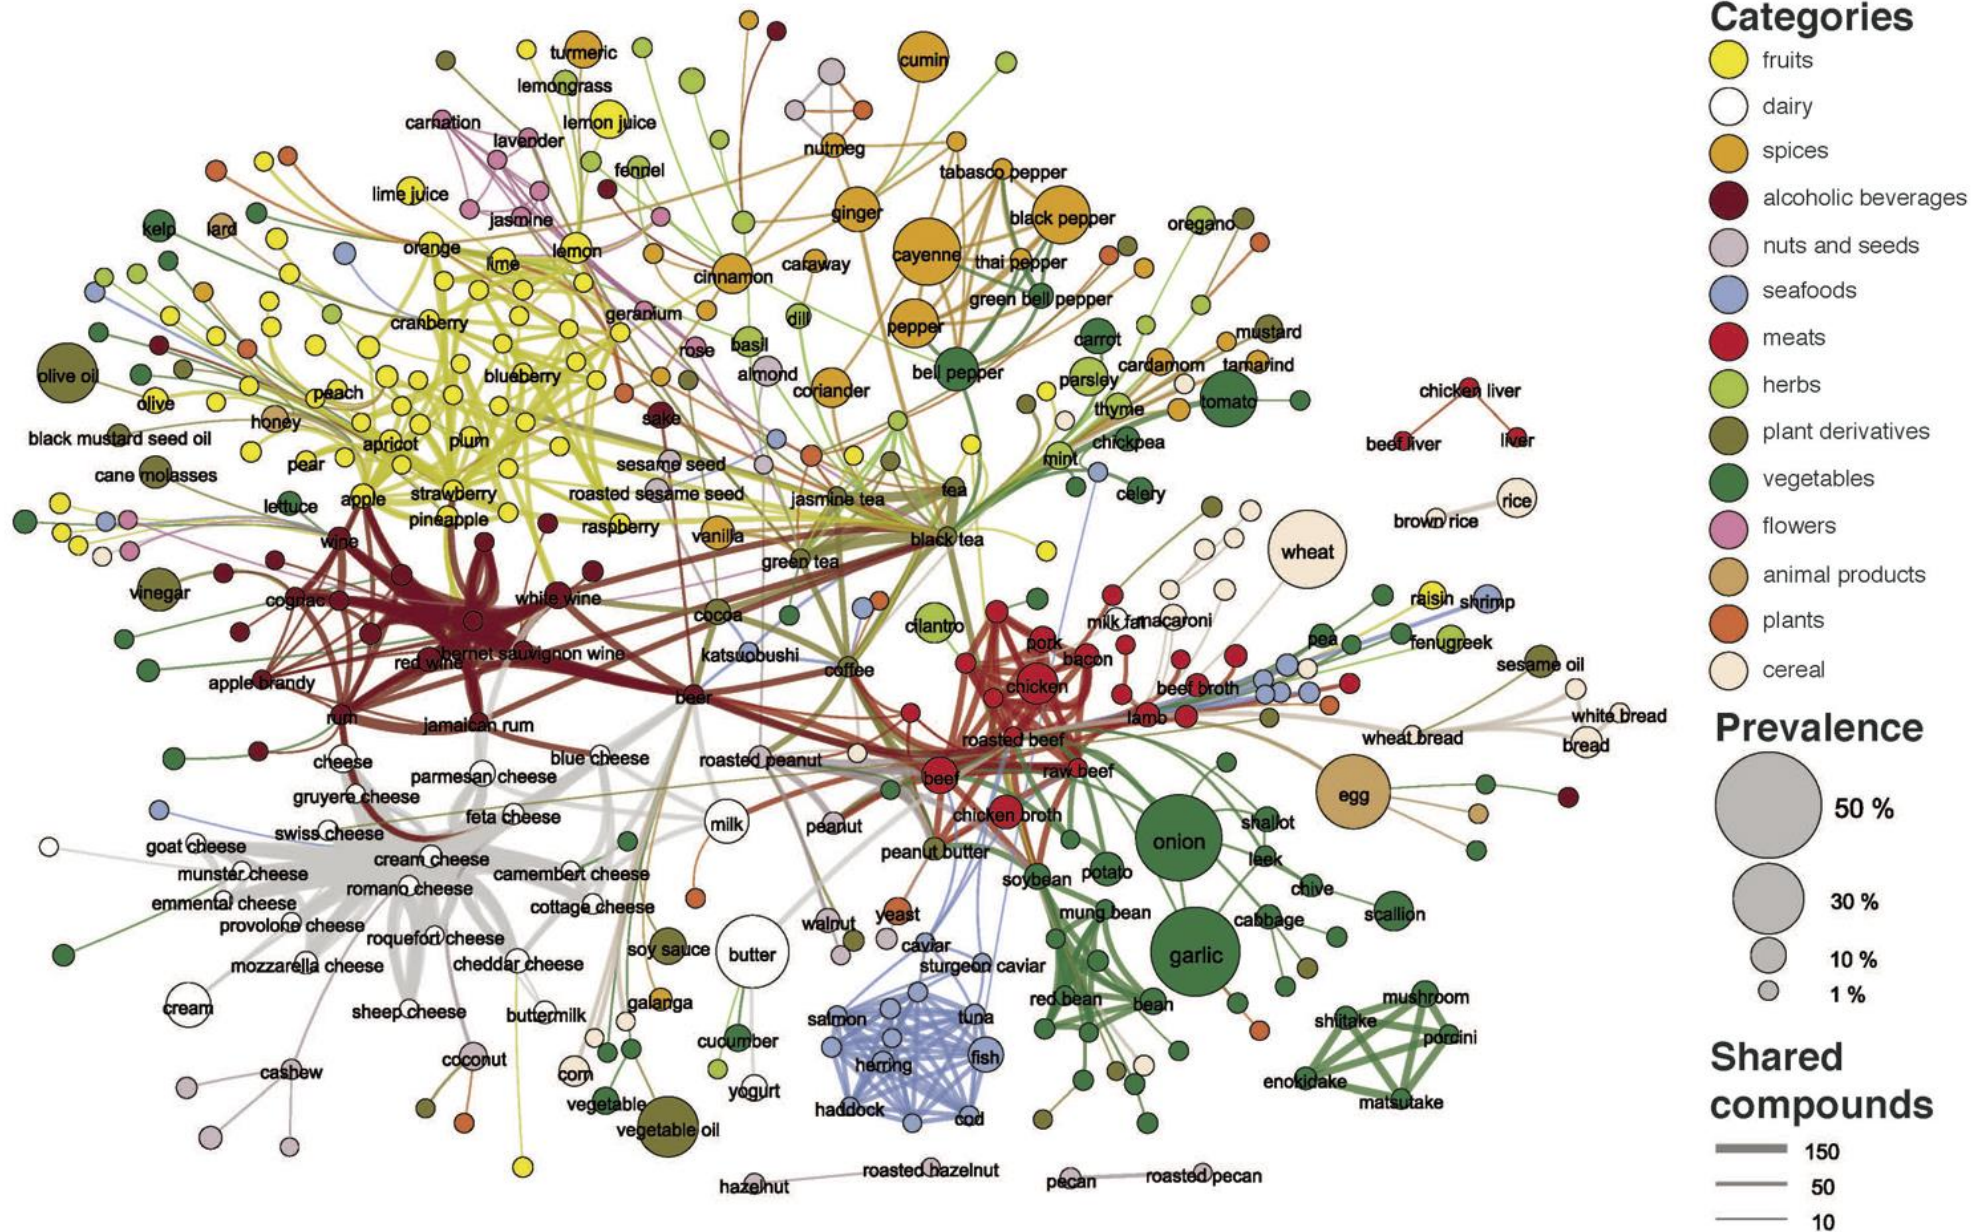 Categories
fruits
dairy
spices
alcoholic beverages
nuts and seeds
seafoods
meats
herbs
plant derivatives
vegetables
flowers
animal products
plants
cereal
Prevalence
50 %
30 %
10 %
1 %
Shared
compounds
150
50
10
turmeric
cumin
lemongrass
carnation
lemon juice
lavender
nutmeg
fennel
tabasco pepper
lime juice
jasmine
ginger
black pepper
kelp
lard
oregano
orange
lime
lemon
cayenne
thai pepper
cinnamon
caraway
green bell pepper
cranberry
geranium
dill
pepper
carrot
mustard
rose
basil
cardamom
tamarind
olive oil
blueberry
almond
bell pepper
parsley
peach
coriander
chicken liver
olive
honey
sake
thyme
tomato
black mustard seed oil
apricot
plum
chickpea
beef liver
liver
pear
sesame seed
mint
cane molasses
apple
strawberry
roasted sesame seed
jasmine tea
tea
celery
lettuce
pineapple
raspberry
rice
brown rice
wine
vanilla
black tea
green tea
wheat
vinegar
cognac
white wine
cocoa
cilantro
milk fat
macaroni
raisin
shrimp
pork
pea
fenugreek
red wine
bernet sauvignon wine
katsuobushi
coffee
bacon
sesame oil
apple brandy
beer
chicken
beef broth
rum
jamaican rum
lamb
white bread
roasted beef
wheat bread
bread
cheese
blue cheese
roasted peanut
parmesan cheese
beef
raw beef
gruyere cheese
egg
feta cheese
chicken broth
swiss cheese
milk
peanut
shallot
goat cheese
cream cheese
peanut butter
onion
munster cheese
camembert cheese
soybean
potato
leek
romano cheese
chive
emmental cheese
cottage cheese
provolone cheese
walnut
yeast
mung bean
cabbage
scallion
roquefort cheese
soy sauce
butter
caviar
garlic
mozzarella cheese
cheddar cheese
sturgeon caviar
cream
sheep cheese
buttermilk
galanga
salmon
tuna
red bean
bean
mushroom
shiitake
cucumber
porcini
coconut
herring
fish
cashew
corn
yogurt
enokidake
vegetable
haddock
cod
matsutake
vegetable oil
hazelnut
roasted hazelnut
pecan
roasted pecan